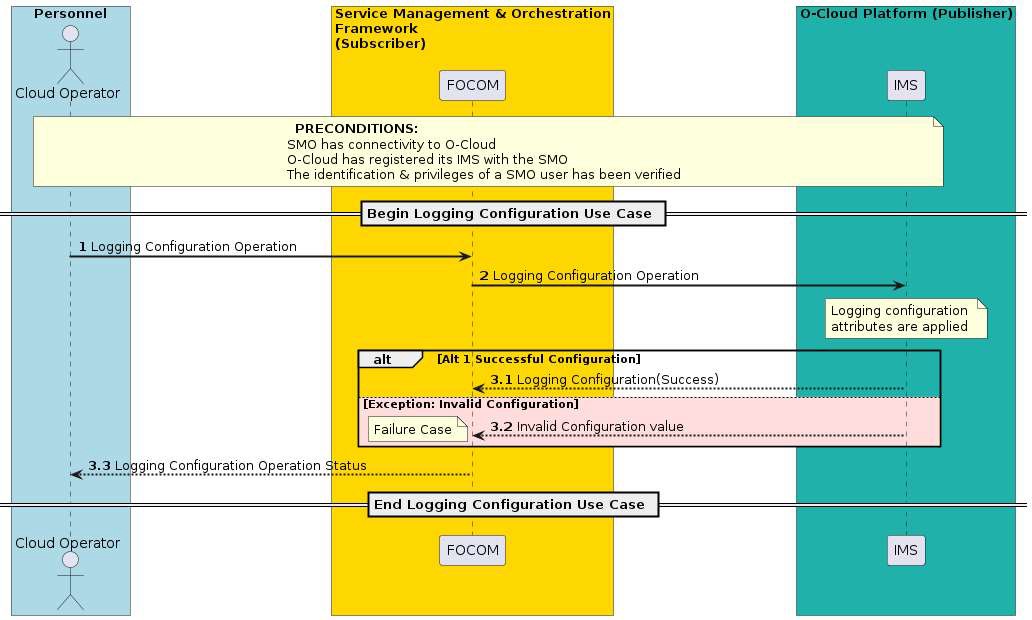 Personnel
Service Management & Orchestration
Framework
(Subscriber)
O-Cloud Platform (Publisher)
Cloud Operator
FOCOM
IMS
PRECONDITIONS:
SMO has connectivity to O-Cloud
O-Cloud has registered its IMS with the SMO
The identification & privileges of a SMO user has been verified
Begin Logging Configuration Use Case
1 Logging Configuration Operation
2 Logging Configuration Operation
Logging configuration
attributes are applied
alt [Alt 1 Successful Configuration]
3.1 Logging Configuration(Success)
[Exception: Invalid Configuration]
Failure Case
3.2 Invalid Configuration value
3.3 Logging Configuration Operation Status
End Logging Configuration Use Case
Cloud Operator
FOCOM
IMS